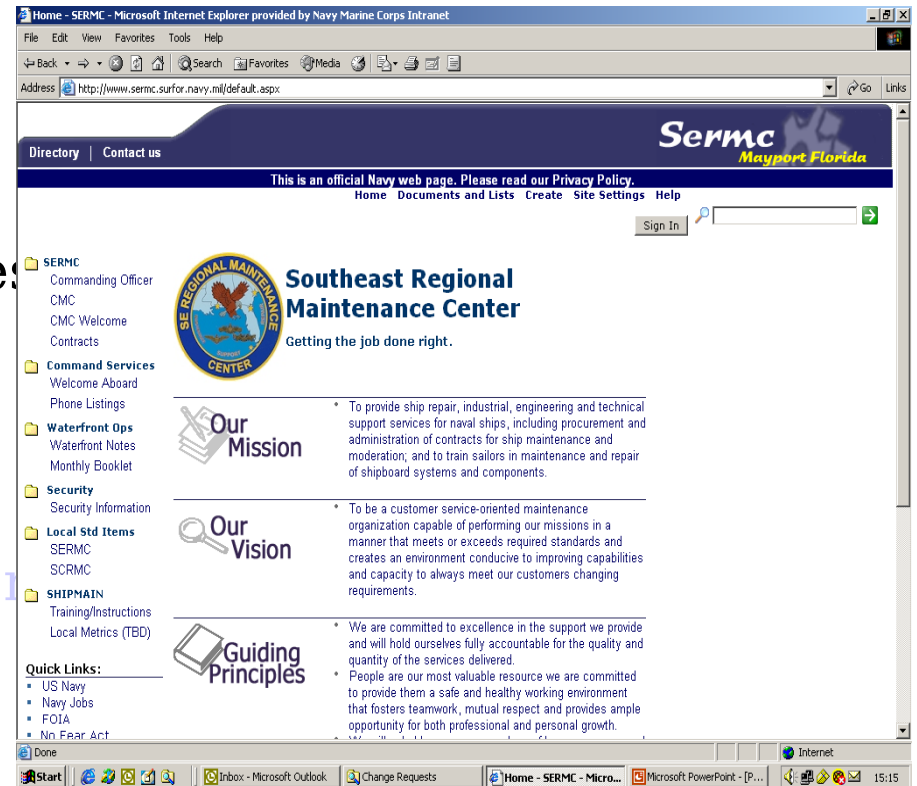 Home - SERMC - Microsoft Internet Explorer provided by Navy Marine Corps Intranet
File Edit View Favorites Tools Help
Back Search Favorites Media
Address http://www.sermc.surfor.navy.mil/default.aspx Go Links
Directory | Contact us
Sermc
Mayport Florida
This is an official Navy web page. Please read our Privacy Policy.
Home Documents and Lists Create Site Settings Help
Sign In
SERMC
Commanding Officer
CMC
CMC Welcome
Contracts
Command Services
Welcome Aboard
Phone Listings
Waterfront Ops
Waterfront Notes
Monthly Booklet
Security
Security Information
Local Std Items
SERMC
SCRMC
SHIPMAIN
Training/Instructions
Local Metrics (TBD)
Quick Links:
US Navy
Navy Jobs
FOIA
No Fear Act
SE REGIONAL MAINTENANCE
SUPPORT
CENTER
Southeast Regional
Maintenance Center
Getting the job done right.
Our
Mission
To provide ship repair, industrial, engineering and technical
support services for naval ships, including procurement and
administration of contracts for ship maintenance and
moderation; and to train sailors in maintenance and repair
of shipboard systems and components.
Our
Vision
To be a customer service-oriented maintenance
organization capable of performing our missions in a
manner that meets or exceeds required standards and
creates an environment conducive to improving capabilities
and capacity to always meet our customers changing
requirements.
Guiding
Principles
We are committed to excellence in the support we provide
and will hold ourselves fully accountable for the quality and
quantity of the services delivered.
People are our most valuable resource we are committed
to provide them a safe and healthy working environment
that fosters teamwork, mutual respect and provides ample
opportunity for both professional and personal growth.
Done Internet
Start Inbox - Microsoft Outlook Change Requests Home - SERMC - Micro... Microsoft PowerPoint - [P... 15:15